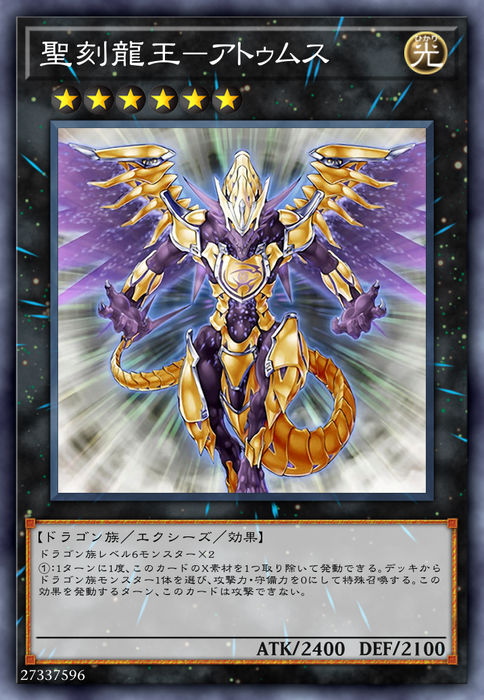 聖刻龍王－アトゥムス
ひかり
光
【ドラゴン族／エクシーズ／効果】
ドラゴン族レベル6モンスター×2
①:1ターンに1度、このカードのX素材を1つ取り除いて発動できる。デッキから
ドラゴン族モンスター1体を選び、攻撃力・守備力を0にして特殊召喚する。この
効果を発動するターン、このカードは攻撃できない。
ATK/2400 DEF/2100
27337596